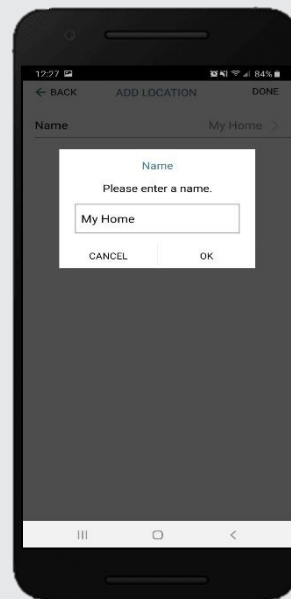 12:27 84%
← BACK ADD LOCATION DONE
Name My Home >
Name
Please enter a name.
My Home
CANCEL OK